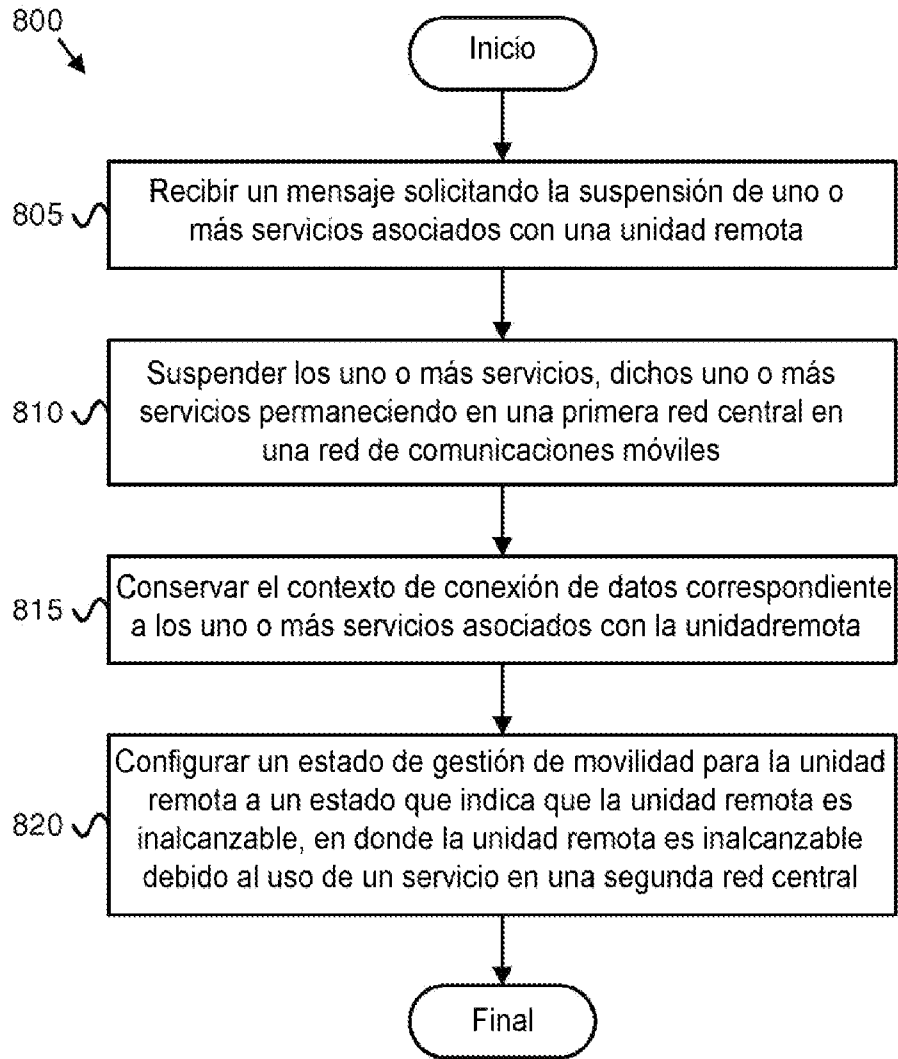 800
Inicio
805
Recibir un mensaje solicitando la suspensión de uno o
más servicios asociados con una unidad remota
810
Suspender los uno o más servicios, dichos uno o más
servicios permaneciendo en una primera red central en
una red de comunicaciones móviles
815
Conservar el contexto de conexión de datos correspondiente
a los uno o más servicios asociados con la unidadremota
820
Configurar un estado de gestión de movilidad para la unidad
remota a un estado que indica que la unidad remota es
inalcanzable, en donde la unidad remota es inalcanzable
debido al uso de un servicio en una segunda red central
Final